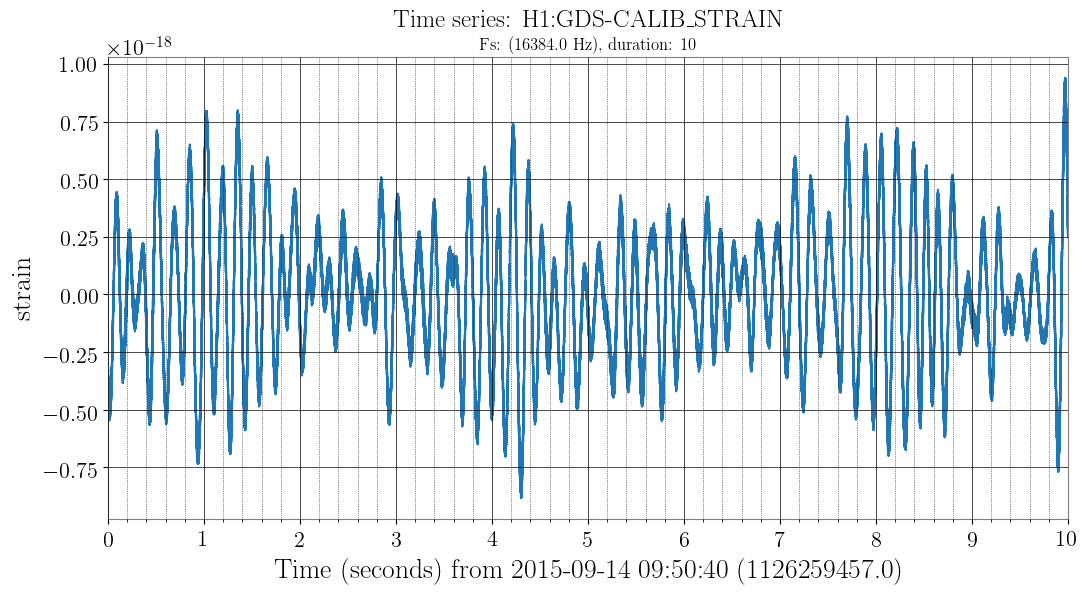 Time series: H1:GDS-CALIB_STRAIN
Fs: (16384.0 Hz), duration: 10
×10⁻¹⁸
1.00
0.75
0.50
0.25
0.00
−0.25
−0.50
−0.75
strain
0 1 2 3 4 5 6 7 8 9 10
Time (seconds) from 2015-09-14 09:50:40 (1126259457.0)